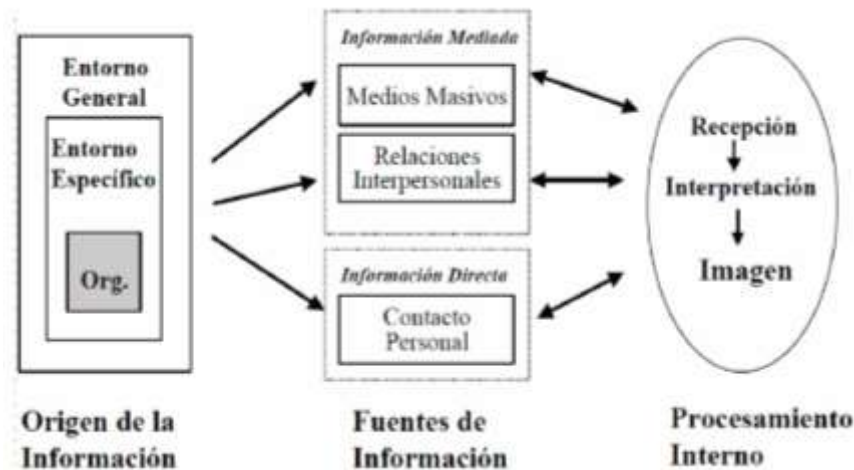 Entorno
General
Entorno
Específico
Org.
Origen de la
Información
Información Mediada
Medios Masivos
Relaciones
Interpersonales
Información Directa
Contacto
Personal
Fuentes de
Información
Recepción
Interpretación
Imagen
Procesamiento
Interno